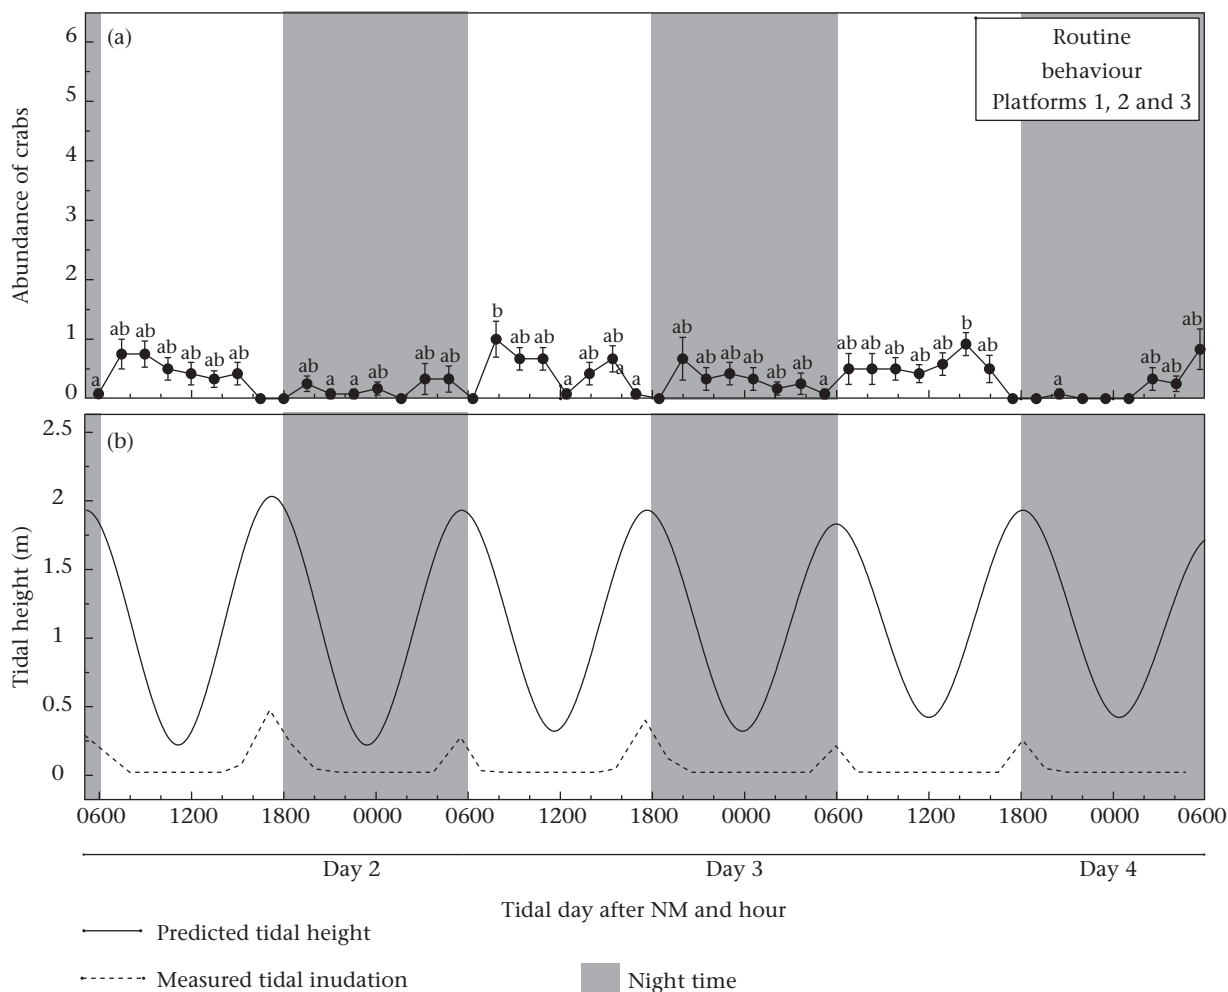 (a)
Routine
behaviour
Platforms 1, 2 and 3
Abundance of crabs
6
5
4
3
2
1
0
a ab ab ab ab ab ab ab a a ab ab ab b ab ab a ab ab a a ab ab ab ab ab ab a ab ab ab ab ab b ab a ab ab ab
(b)
Tidal height (m)
2.5
2
1.5
1
0.5
0
0600 1200 1800 0000 0600 1200 1800 0000 0600 1200 1800 0000 0600
Day 2 Day 3 Day 4
Tidal day after NM and hour
Predicted tidal height
Measured tidal inudation
Night time